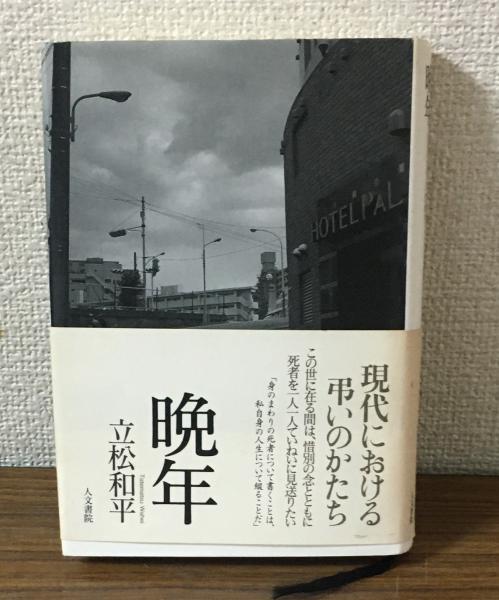 HOTEL PAL
現代における
弔いのかたち
この世に在る間は、惜別の念とともに
死者を一人一人ていねいに見送りたい
「身のまわりの死者について書くことは、
私自身の人生について綴ることだ」
晩年
立松和平
Tatematsu Wahei
人文書院
晩年